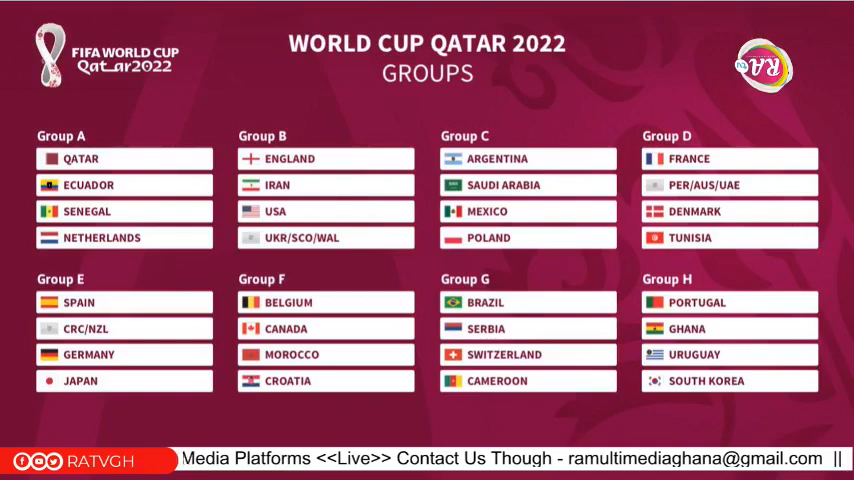 FIFA WORLD CUP
Qatar2022
WORLD CUP QATAR 2022
GROUPS
RA
TV
Group A
QATAR
ECUADOR
SENEGAL
NETHERLANDS
Group B
ENGLAND
IRAN
USA
UKR/SCO/WAL
Group C
ARGENTINA
SAUDI ARABIA
MEXICO
POLAND
Group D
FRANCE
PER/AUS/UAE
DENMARK
TUNISIA
Group E
SPAIN
CRC/NZL
GERMANY
JAPAN
Group F
BELGIUM
CANADA
MOROCCO
CROATIA
Group G
BRAZIL
SERBIA
SWITZERLAND
CAMEROON
Group H
PORTUGAL
GHANA
URUGUAY
SOUTH KOREA
RATVGH
Media Platforms <<Live>> Contact Us Though - ramultimediaghana@gmail.com ||